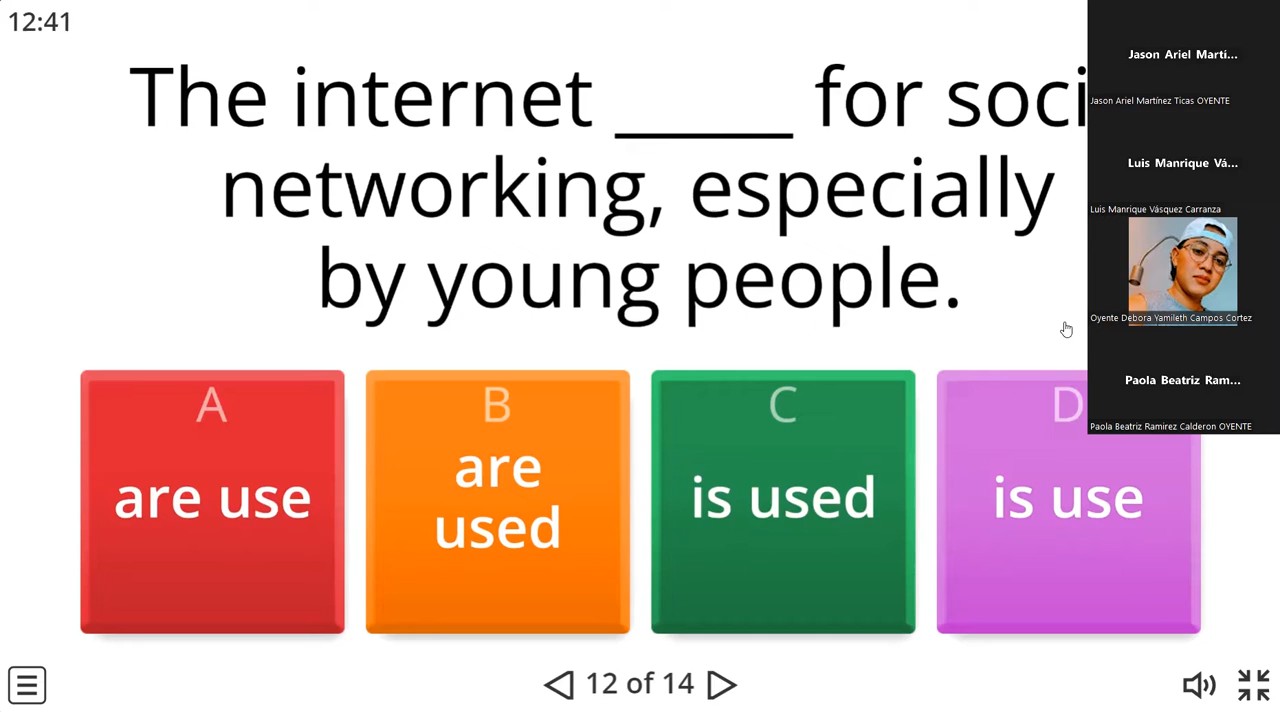 12:41
The internet _____ for soci
networking, especially
by young people.
A
are use
B
are
used
C
is used
D
is use
12 of 14
Jason Ariel Martí...
Jason Ariel Martínez Ticas OYENTE
Luis Manrique Vá...
Luis Manrique Vásquez Carranza
Oyente Debora Yamileth Campos Cortez
Paola Beatriz Ram...
Paola Beatriz Ramirez Calderon OYENTE